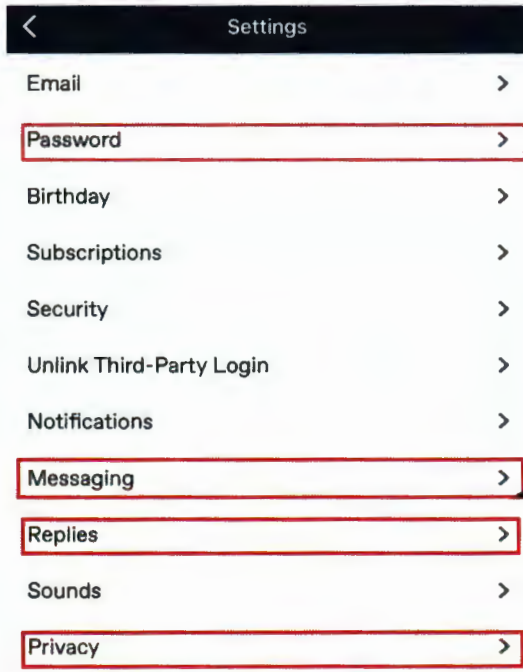 Settings
Email
Password
Birthday
Subscriptions
Security
Unlink Third-Party Login
Notifications
Messaging
Replies
Sounds
Privacy